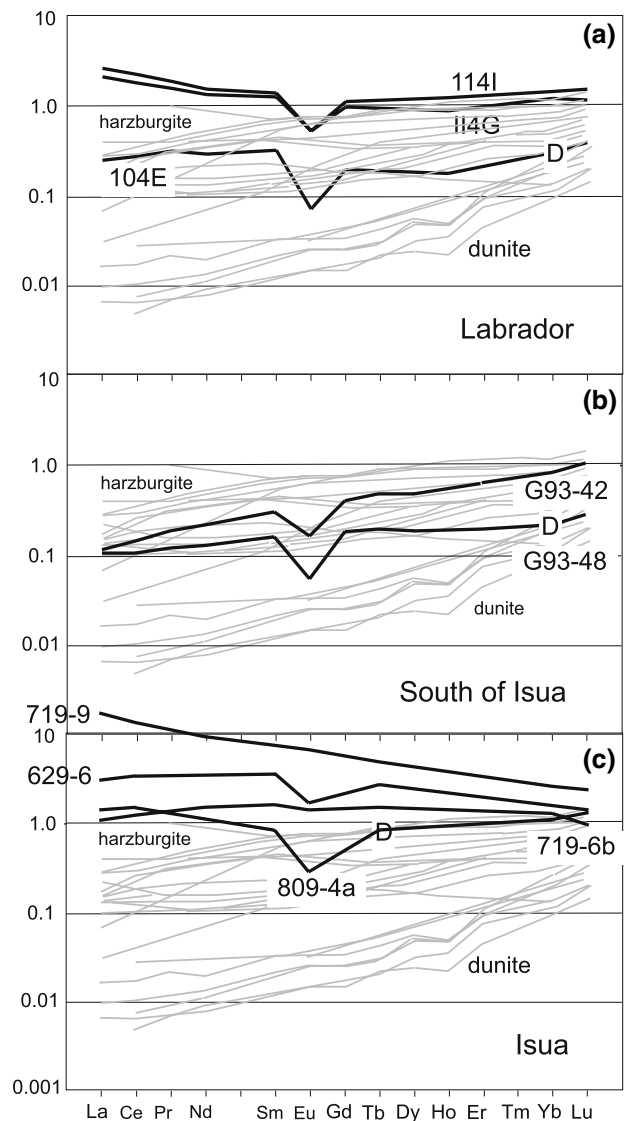 10
(a)
114I
1.0
harzburgite
II4G
D
104E
0.1
dunite
0.01
Labrador
10
(b)
1.0
harzburgite
G93-42
D
0.1
G93-48
dunite
0.01
South of Isua
719-9
10
(c)
629-6
1.0
D
harzburgite
719-6b
809-4a
0.1
dunite
0.01
Isua
0.001
La Ce Pr Nd Sm Eu Gd Tb Dy Ho Er Tm Yb Lu